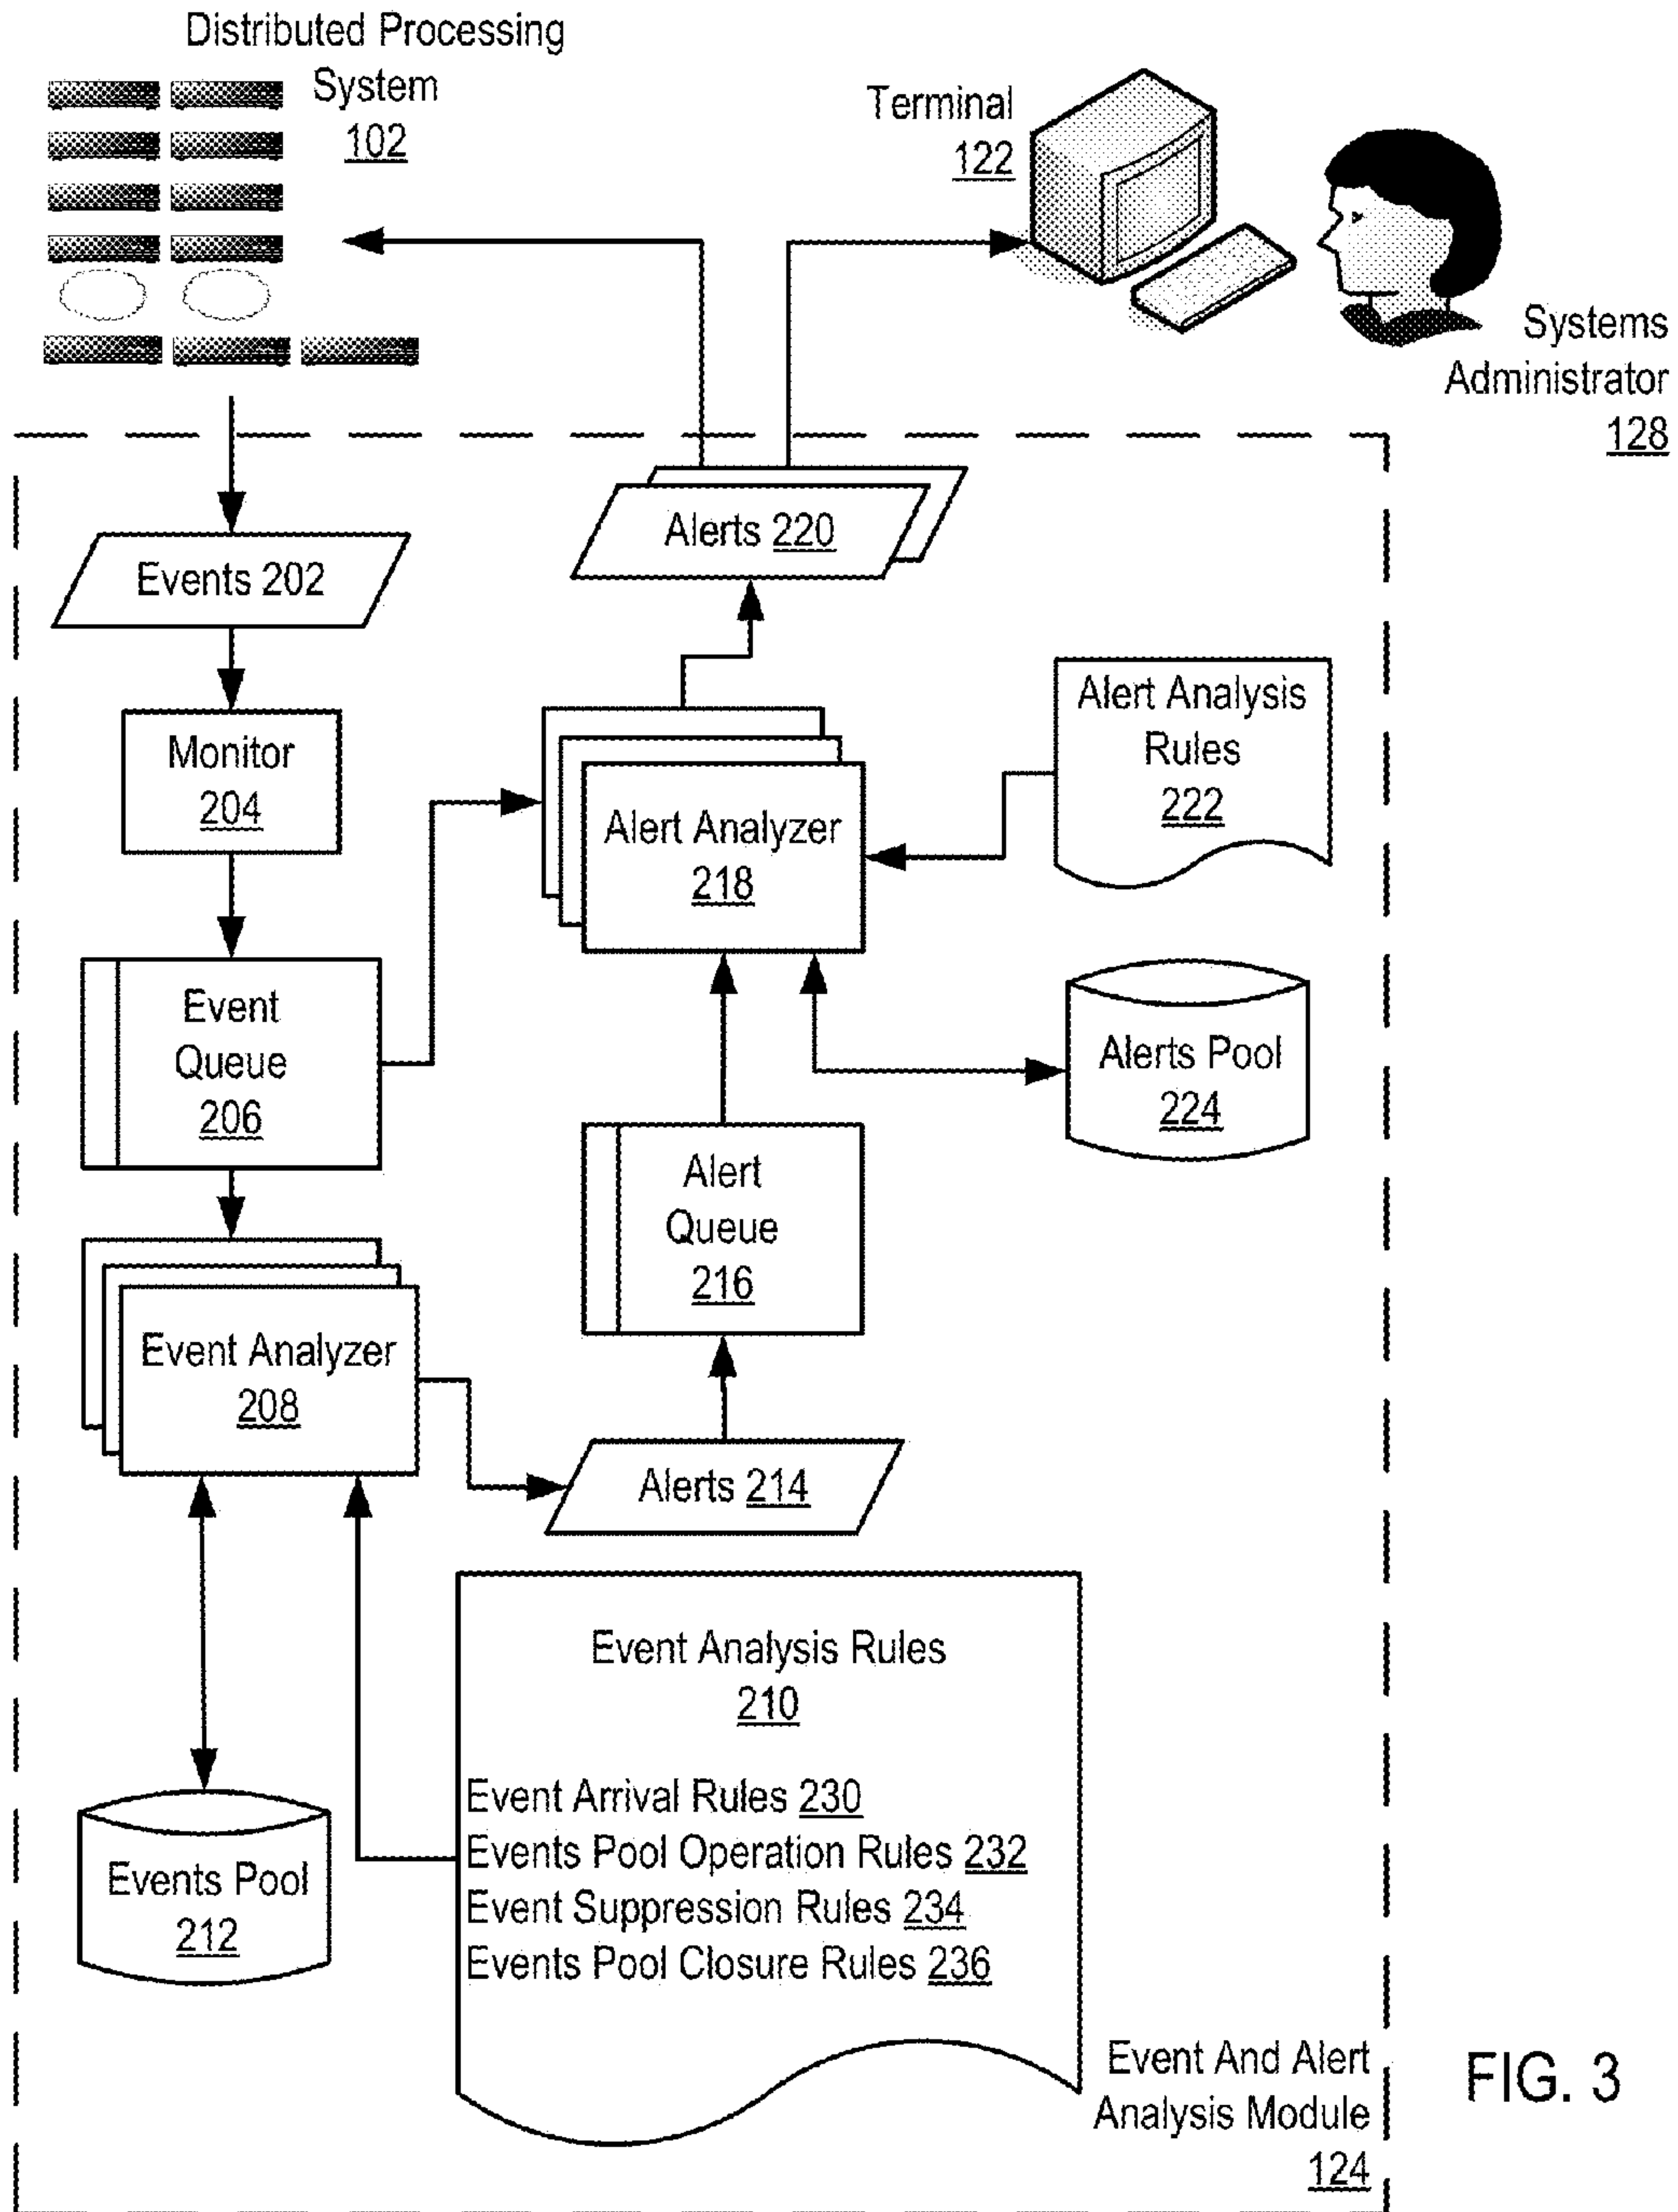 Distributed Processing
System
102
Terminal
122
Systems
Administrator
128
Events 202
Alerts 220
Monitor
204
Alert Analysis
Rules
222
Alert Analyzer
218
Event
Queue
206
Alerts Pool
224
Alert
Queue
216
Event Analyzer
208
Alerts 214
Event Analysis Rules
210
Event Arrival Rules 230
Events Pool Operation Rules 232
Event Suppression Rules 234
Events Pool Closure Rules 236
Events Pool
212
Event And Alert
Analysis Module
124
FIG. 3